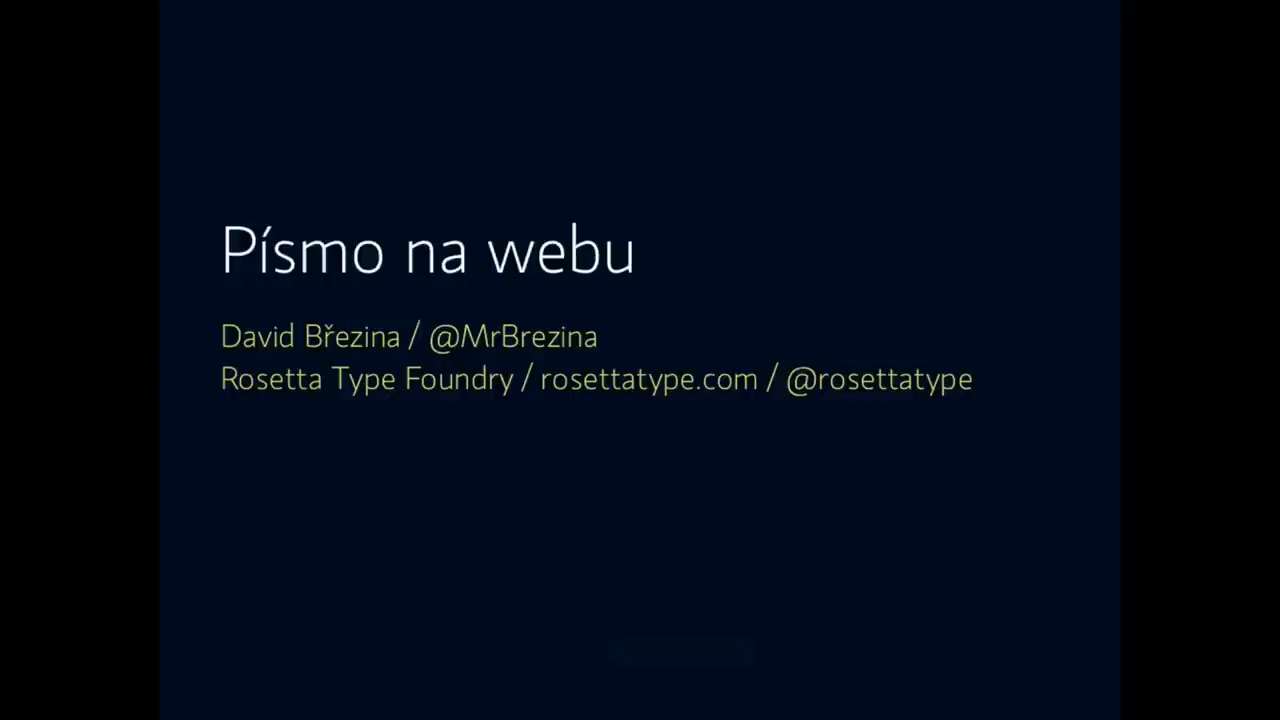 Písmo na webu
David Březina / @MrBrezina
Rosetta Type Foundry / rosettatype.com / @rosettatype